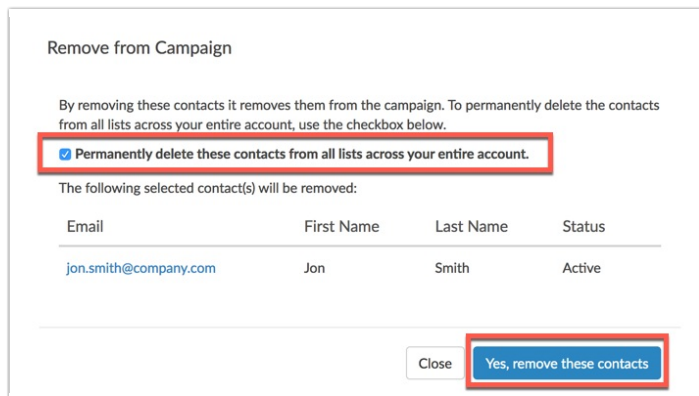 Remove from Campaign
By removing these contacts it removes them from the campaign. To permanently delete the contacts
from all lists across your entire account, use the checkbox below.
Permanently delete these contacts from all lists across your entire account.
The following selected contact(s) will be removed:
Email First Name Last Name Status
jon.smith@company.com Jon Smith Active
Close Yes, remove these contacts